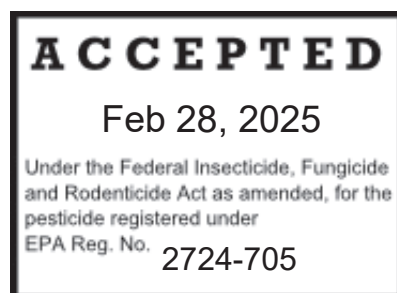 ACCEPTED
Feb 28, 2025
Under the Federal Insecticide, Fungicide
and Rodenticide Act as amended, for the
pesticide registered under
EPA Reg. No. 2724-705